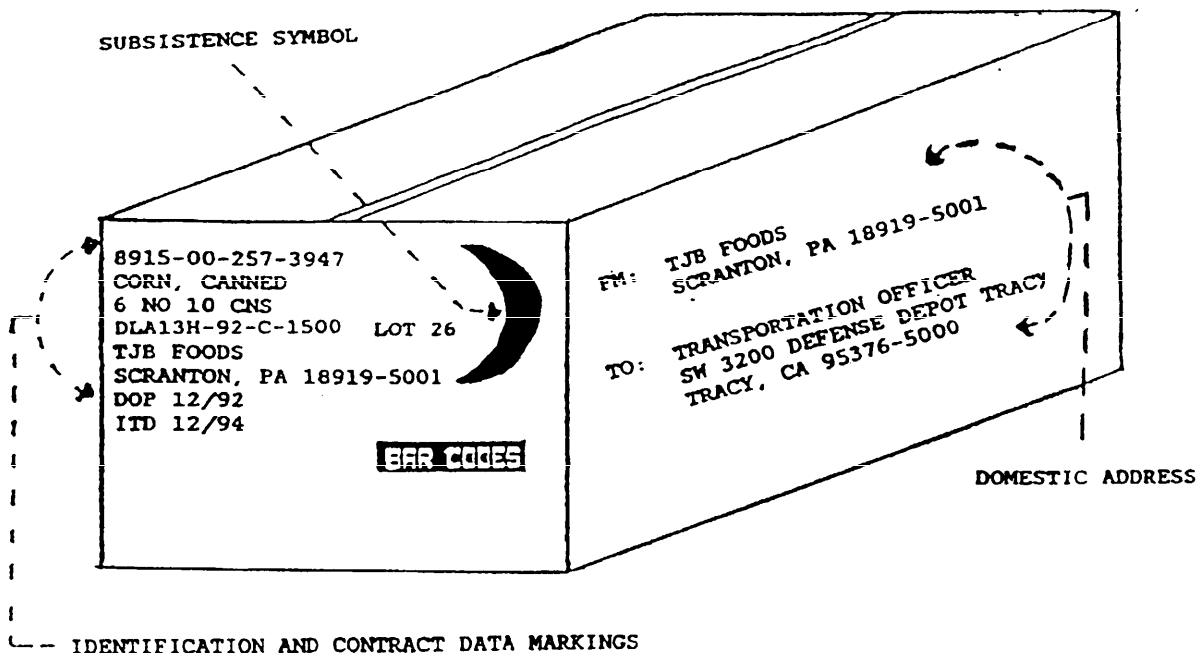 SUBSISTENCE SYMBOL
8915-00-257-3947
CORN, CANNED
6 NO 10 CNS
DLA13H-92-C-1500 LOT 26
TJB FOODS
SCRANTON, PA 18919-5001
DOP 12/92
ITD 12/94
BAR CODES
FM: TJB FOODS
SCRANTON, PA 18919-5001
TO: TRANSPORTATION OFFICER
SW 3200 DEFENSE DEPOT TRACY
TRACY, CA 95376-5000
DOMESTIC ADDRESS
IDENTIFICATION AND CONTRACT DATA MARKINGS